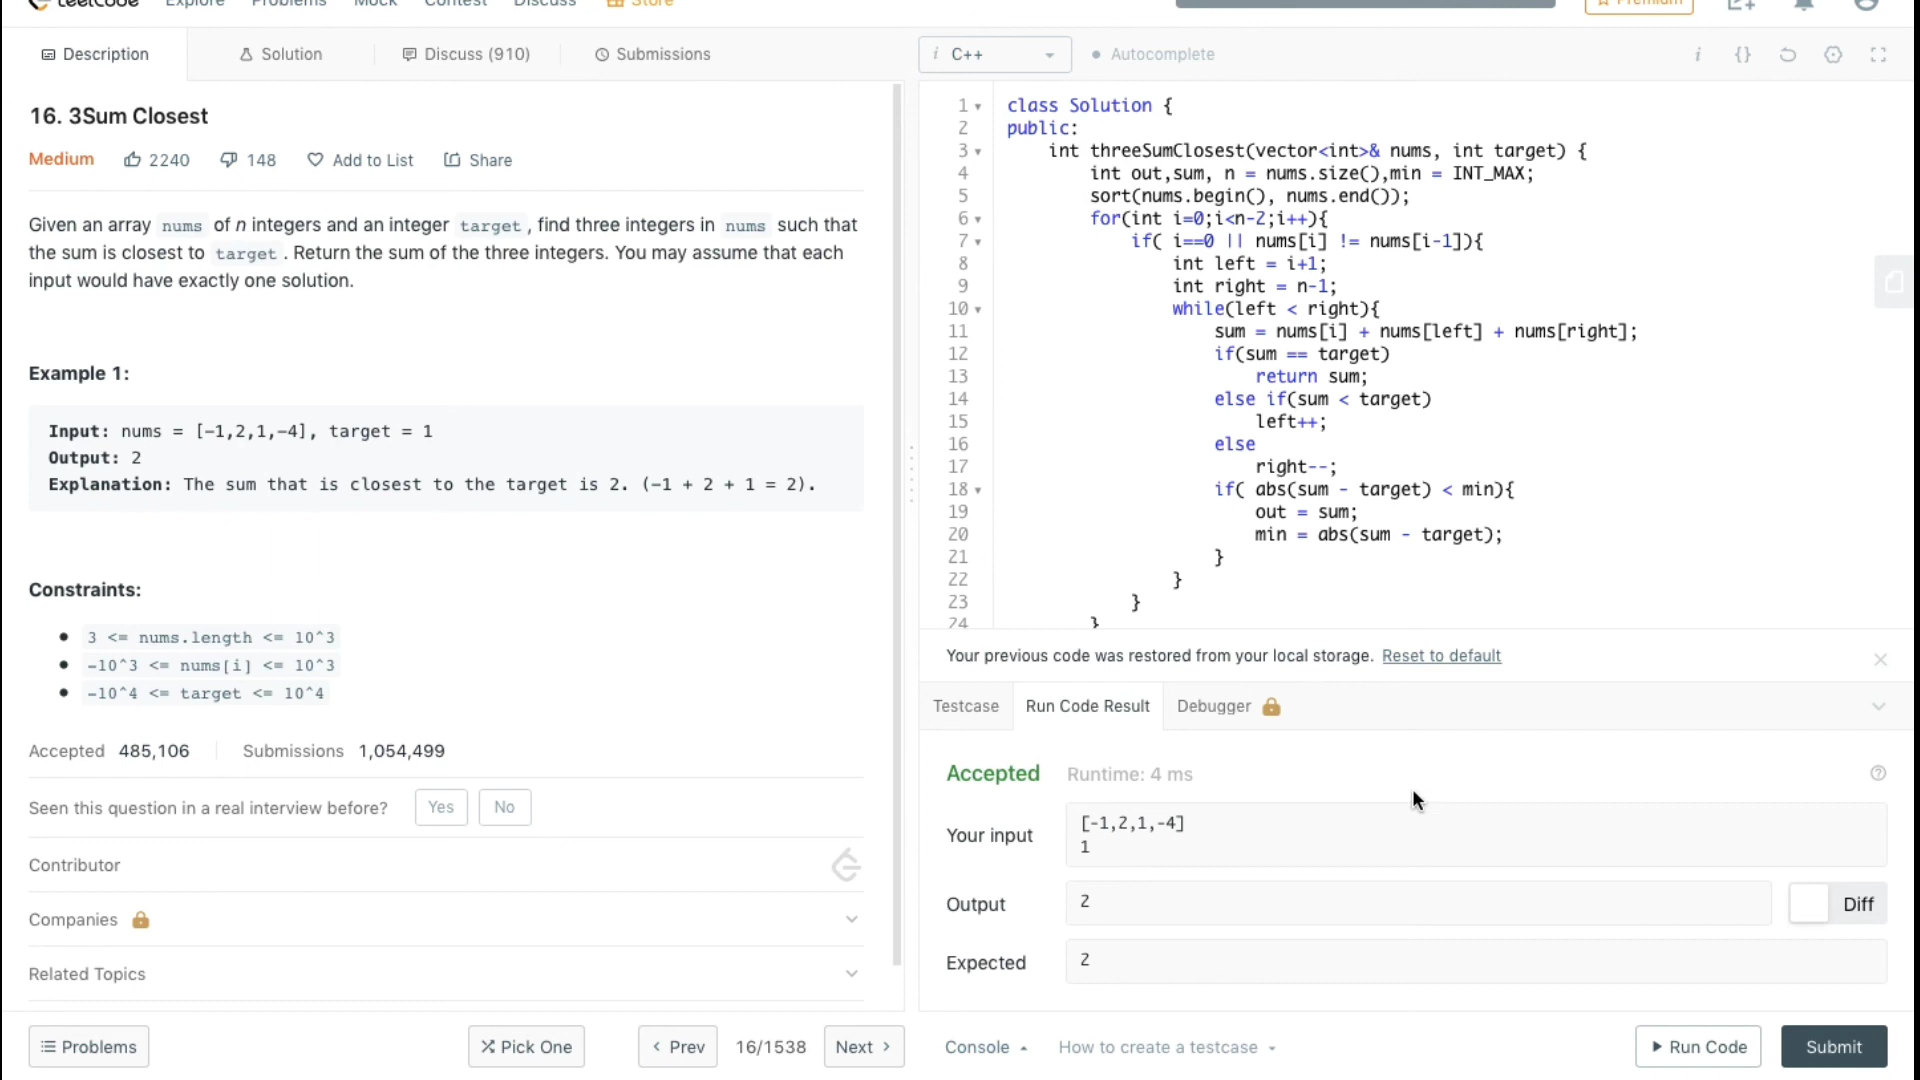 LeetCode Explore Problems Mock Contest Discuss Store Premium
Description Solution Discuss (910) Submissions
16. 3Sum Closest
Medium 2240 148 Add to List Share
Given an array nums of n integers and an integer target, find three integers in nums such that
the sum is closest to target. Return the sum of the three integers. You may assume that each
input would have exactly one solution.
Example 1:
Input: nums = [-1,2,1,-4], target = 1
Output: 2
Explanation: The sum that is closest to the target is 2. (-1 + 2 + 1 = 2).
Constraints:
3 <= nums.length <= 10^3
-10^3 <= nums[i] <= 10^3
-10^4 <= target <= 10^4
Accepted 485,106 Submissions 1,054,499
Seen this question in a real interview before? Yes No
Contributor
Companies
Related Topics
Problems Pick One < Prev 16/1538 Next >
i C++ Autocomplete i {}
1 class Solution {
2 public:
3 int threeSumClosest(vector<int>& nums, int target) {
4 int out,sum, n = nums.size(),min = INT_MAX;
5 sort(nums.begin(), nums.end());
6 for(int i=0;i<n-2;i++){
7 if( i==0 || nums[i] != nums[i-1]){
8 int left = i+1;
9 int right = n-1;
10 while(left < right){
11 sum = nums[i] + nums[left] + nums[right];
12 if(sum == target)
13 return sum;
14 else if(sum < target)
15 left++;
16 else
17 right--;
18 if( abs(sum - target) < min){
19 out = sum;
20 min = abs(sum - target);
21 }
22 }
23 }
24 }
Your previous code was restored from your local storage. Reset to default
Testcase Run Code Result Debugger
Accepted Runtime: 4 ms
Your input
[-1,2,1,-4]
1
Output 2 Diff
Expected 2
Console How to create a testcase Run Code Submit